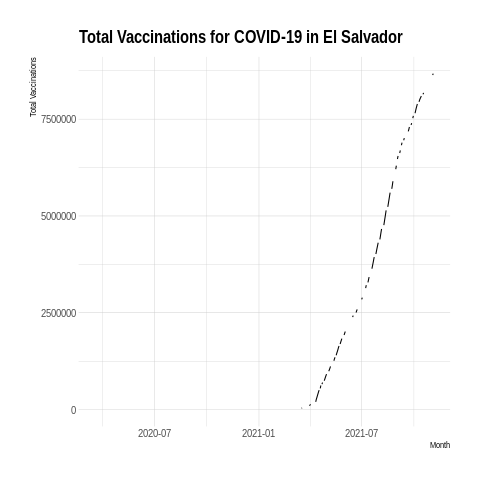 Total Vaccinations for COVID-19 in El Salvador
Total Vaccinations
7500000
5000000
2500000
0
2020-07
2021-01
2021-07
Month